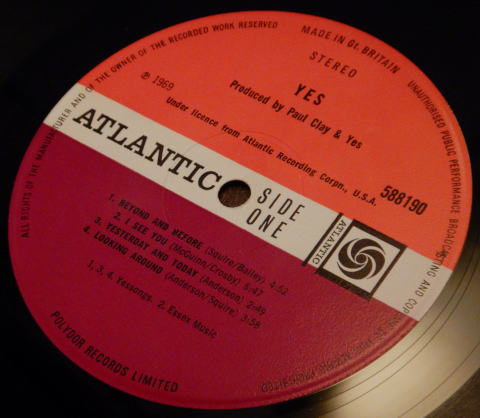 ALL RIGHTS OF THE MANUFACTURER AND OF THE OWNER OF THE RECORDED WORK RESERVED
MADE IN Gt. BRITAIN
UNAUTHORISED PUBLIC PERFORMANCE BROADCASTING AND COP
STEREO
℗ 1969
YES
Produced by Paul Clay & Yes
Under licence from Atlantic Recording Corpn., U.S.A.
588190
ATLANTIC
SIDE
ONE
ATLANTIC
1. BEYOND AND BEFORE (Squire/Bailey) 4:52
2. I SEE YOU (McGuinn/Crosby) 6:47
3. YESTERDAY AND TODAY (Anderson) 2:49
4. LOOKING AROUND (Anderson/Squire) 3:58
1, 3, 4, Yessongs. 2, Essex Music
POLYDOR RECORDS LIMITED